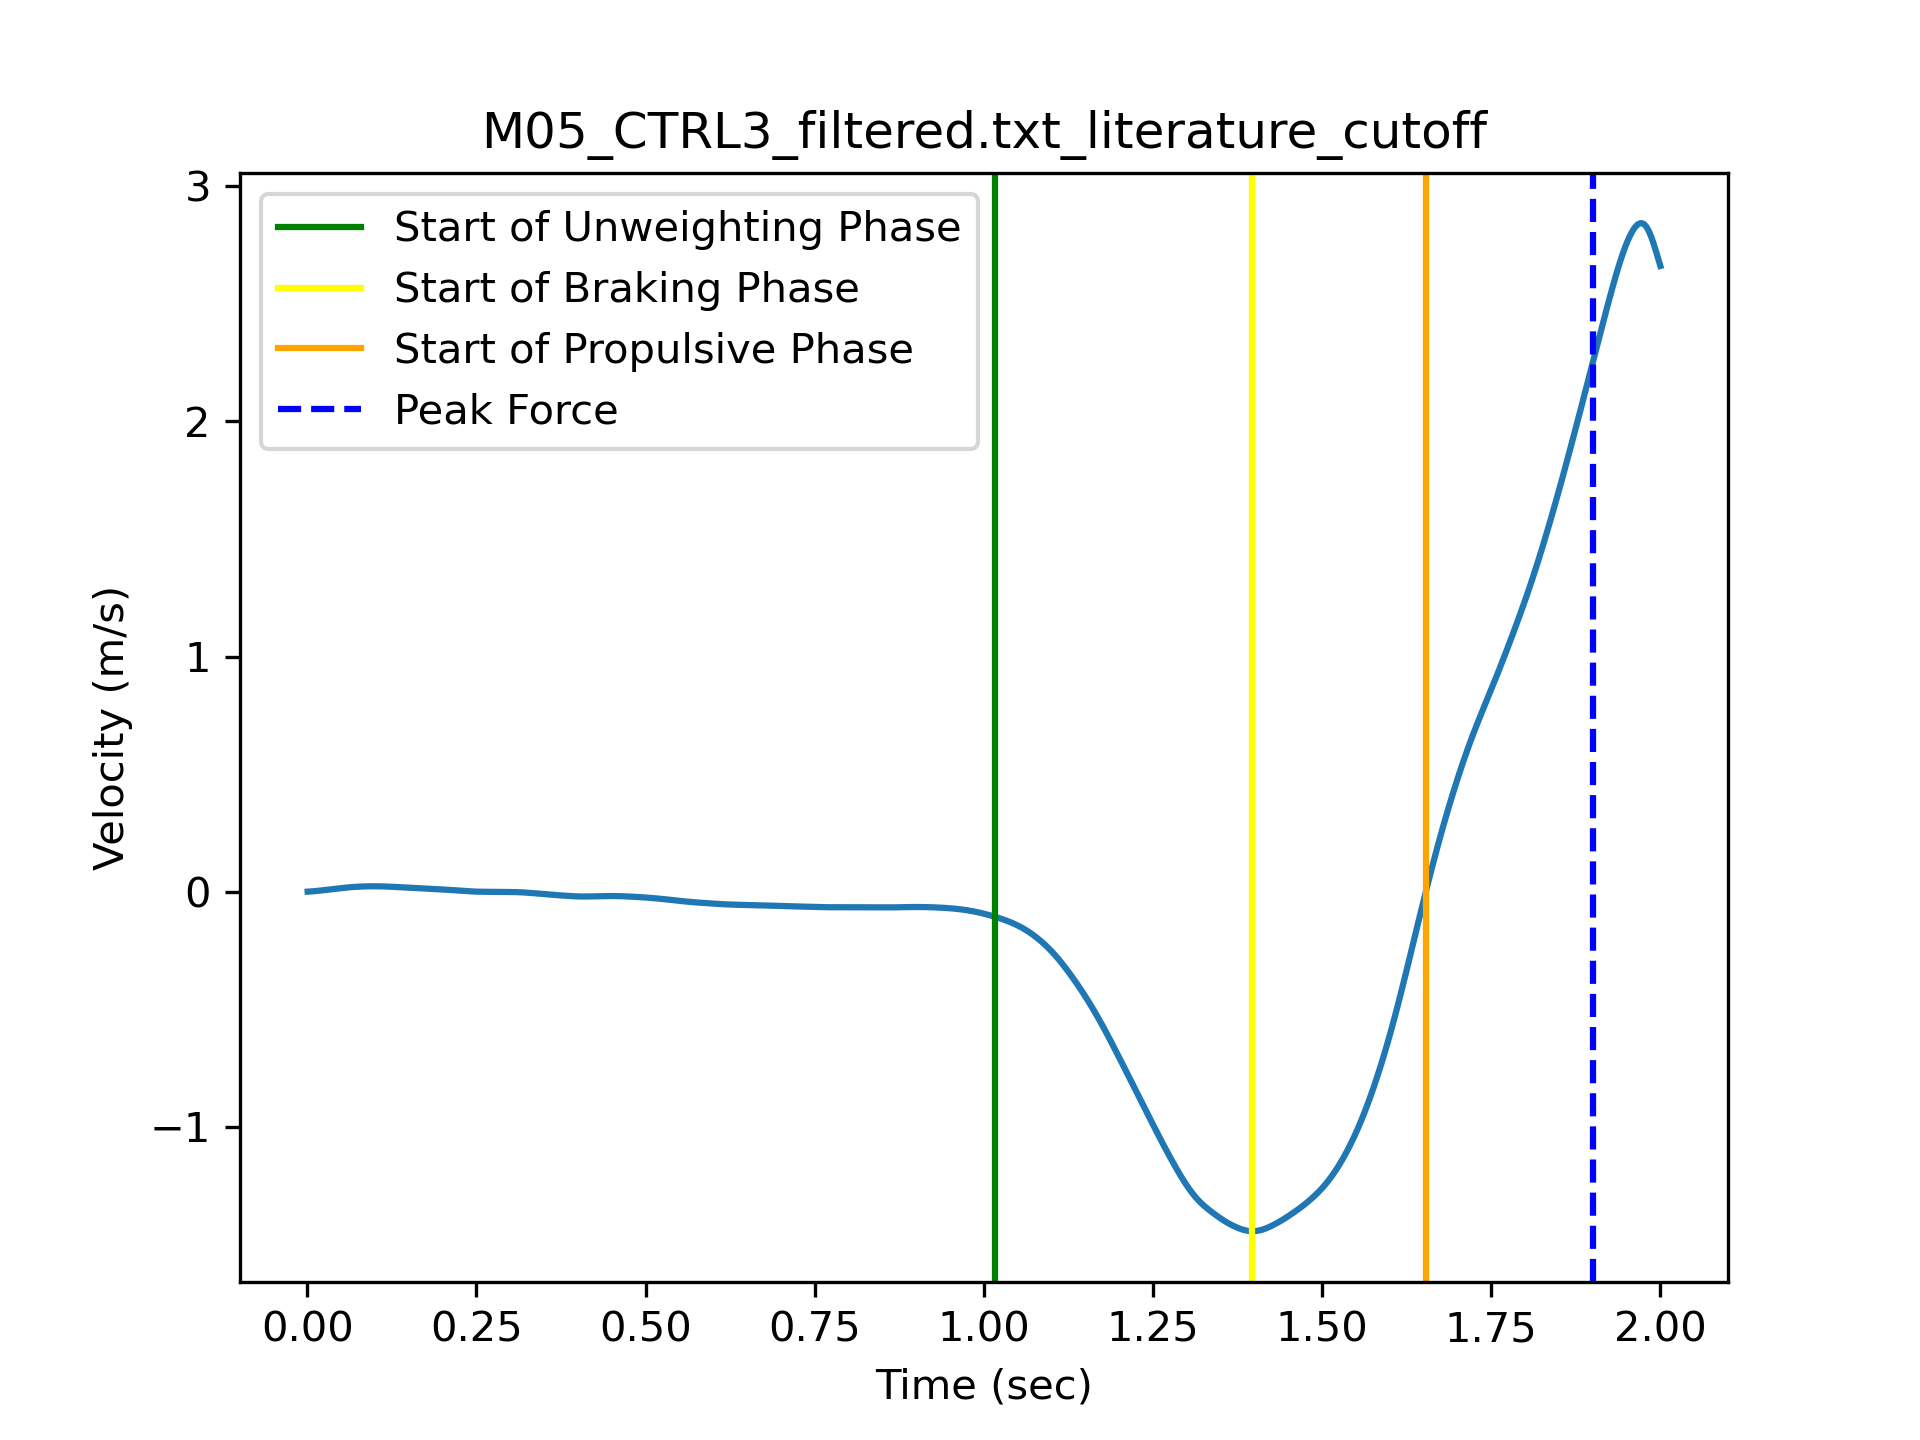 M05_CTRL3_filtered.txt_literature_cutoff
Start of Unweighting Phase
Start of Braking Phase
Start of Propulsive Phase
Peak Force
Velocity (m/s)
3
2
1
0
−1
0.00 0.25 0.50 0.75 1.00 1.25 1.50 1.75 2.00
Time (sec)